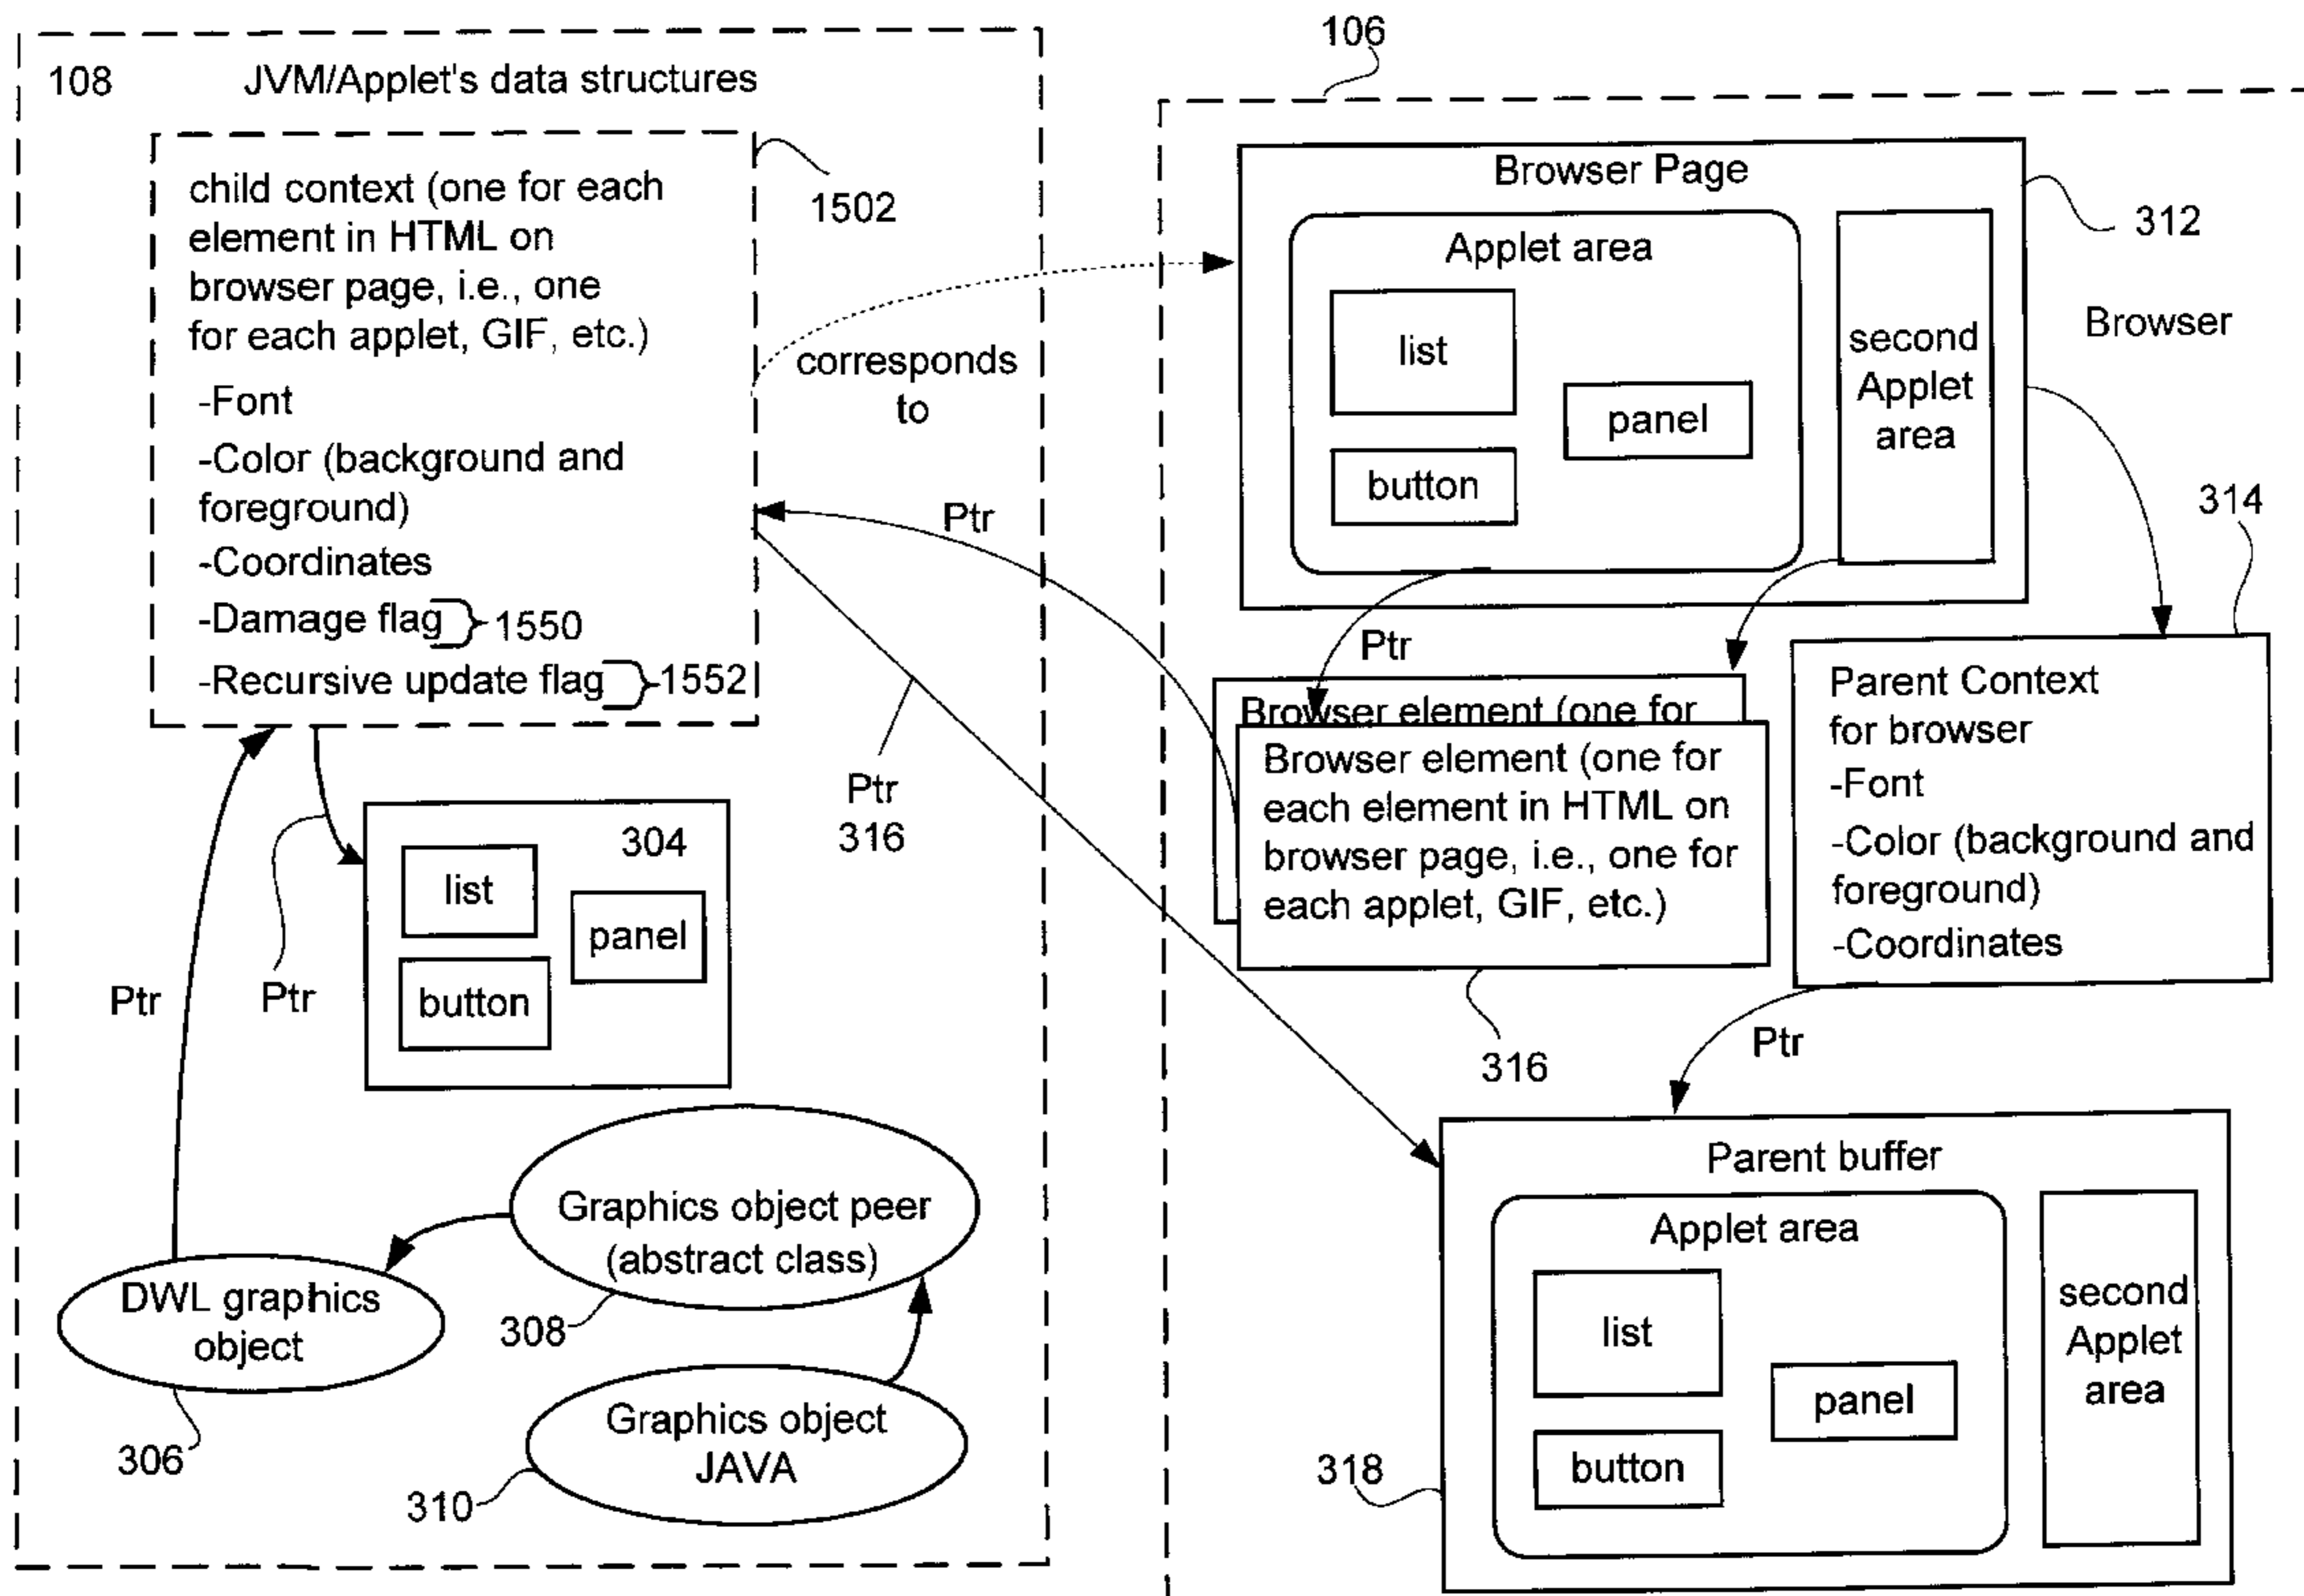 108 JVM/Applet's data structures
child context (one for each
element in HTML on
browser page, i.e., one
for each applet, GIF, etc.)
-Font
-Color (background and
foreground)
-Coordinates
-Damage flag 1550
-Recursive update flag 1552
1502
corresponds
to
Ptr
Ptr
316
304
list
panel
button
Ptr
Ptr
Graphics object peer
(abstract class)
308
DWL graphics
object
306
Graphics object
JAVA
310
106
Browser Page
312
Browser
Applet area
list
panel
button
second
Applet
area
314
Ptr
Browser element (one for
Browser element (one for
each element in HTML on
browser page, i.e., one for
each applet, GIF, etc.)
316
Parent Context
for browser
-Font
-Color (background and
foreground)
-Coordinates
Ptr
Parent buffer
Applet area
list
panel
button
second
Applet
area
318